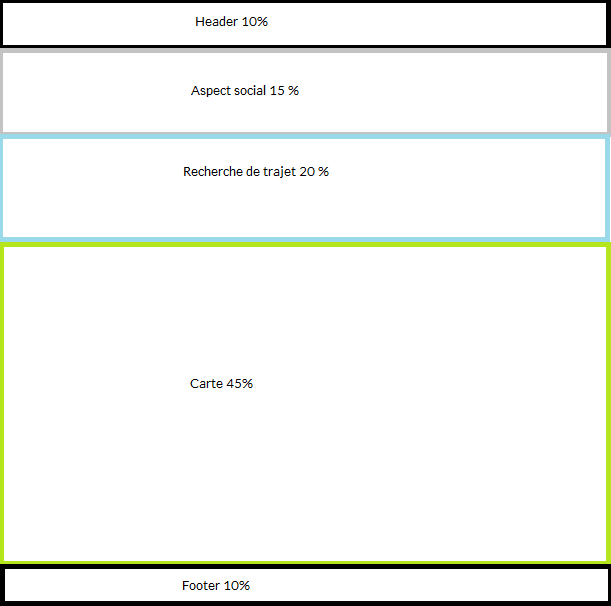 Header 10%
Aspect social 15 %
Recherche de trajet 20 %
Carte 45%
Footer 10%